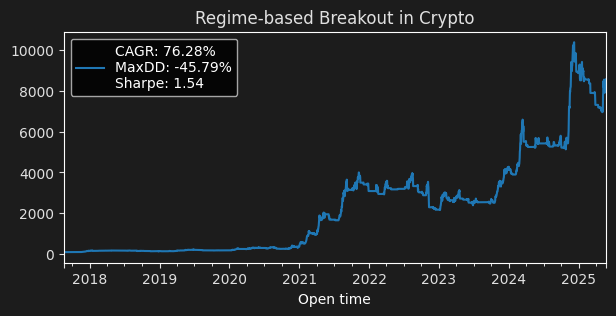 Regime-based Breakout in Crypto
CAGR: 76.28%
MaxDD: -45.79%
Sharpe: 1.54
10000
8000
6000
4000
2000
0
2018 2019 2020 2021 2022 2023 2024 2025
Open time